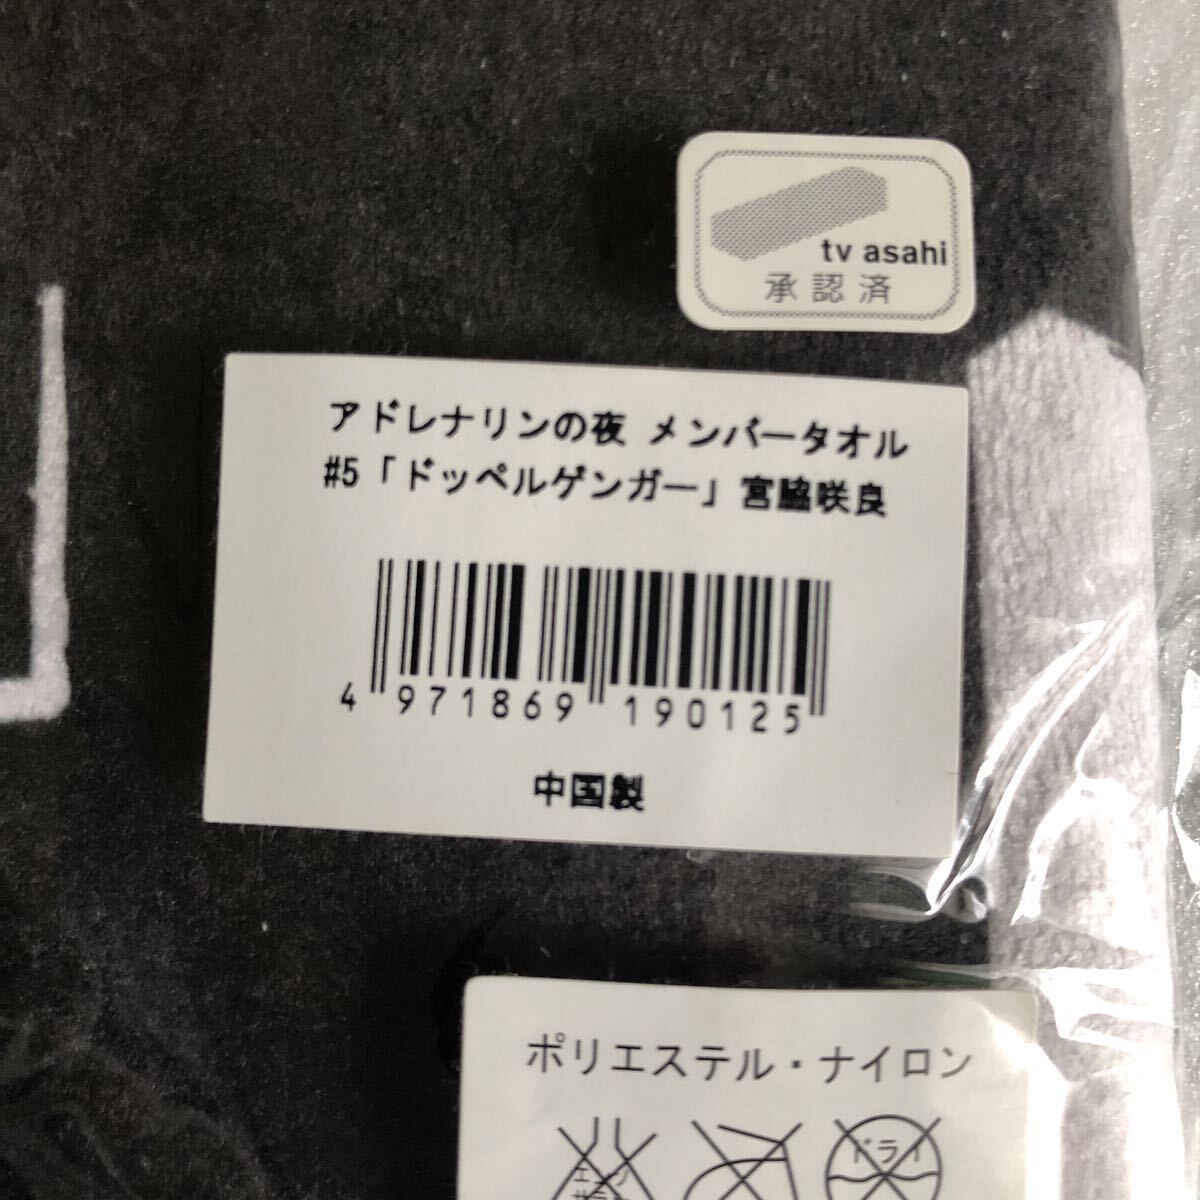 tv asahi
承認済
アドレナリンの夜 メンバータオル
#5「ドッペルゲンガー」宮脇咲良
4 971869 190125
中国製
ポリエステル・ナイロン
ドライ